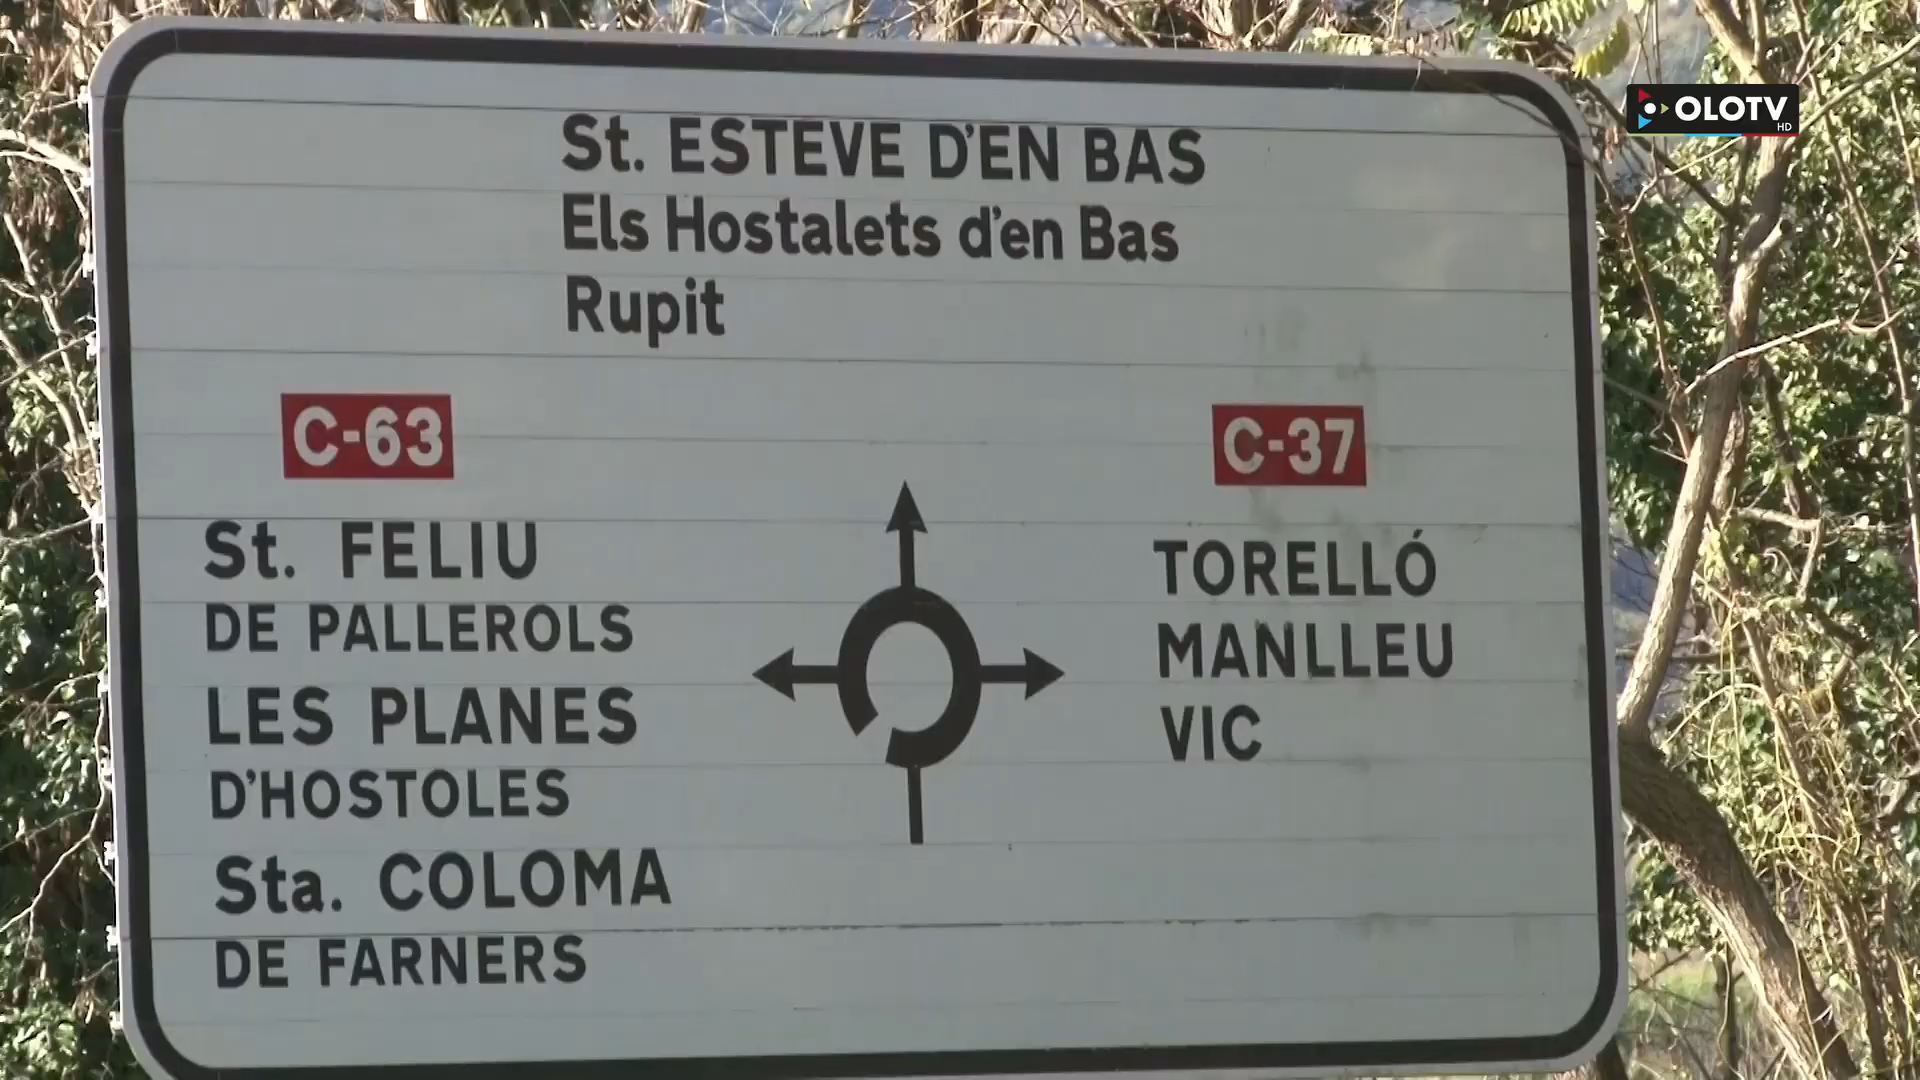 OLOTV
HD
St. ESTEVE D'EN BAS
Els Hostalets d'en Bas
Rupit
C-63
St. FELIU
DE PALLEROLS
LES PLANES
D'HOSTOLES
Sta. COLOMA
DE FARNERS
C-37
TORELLÓ
MANLLEU
VIC